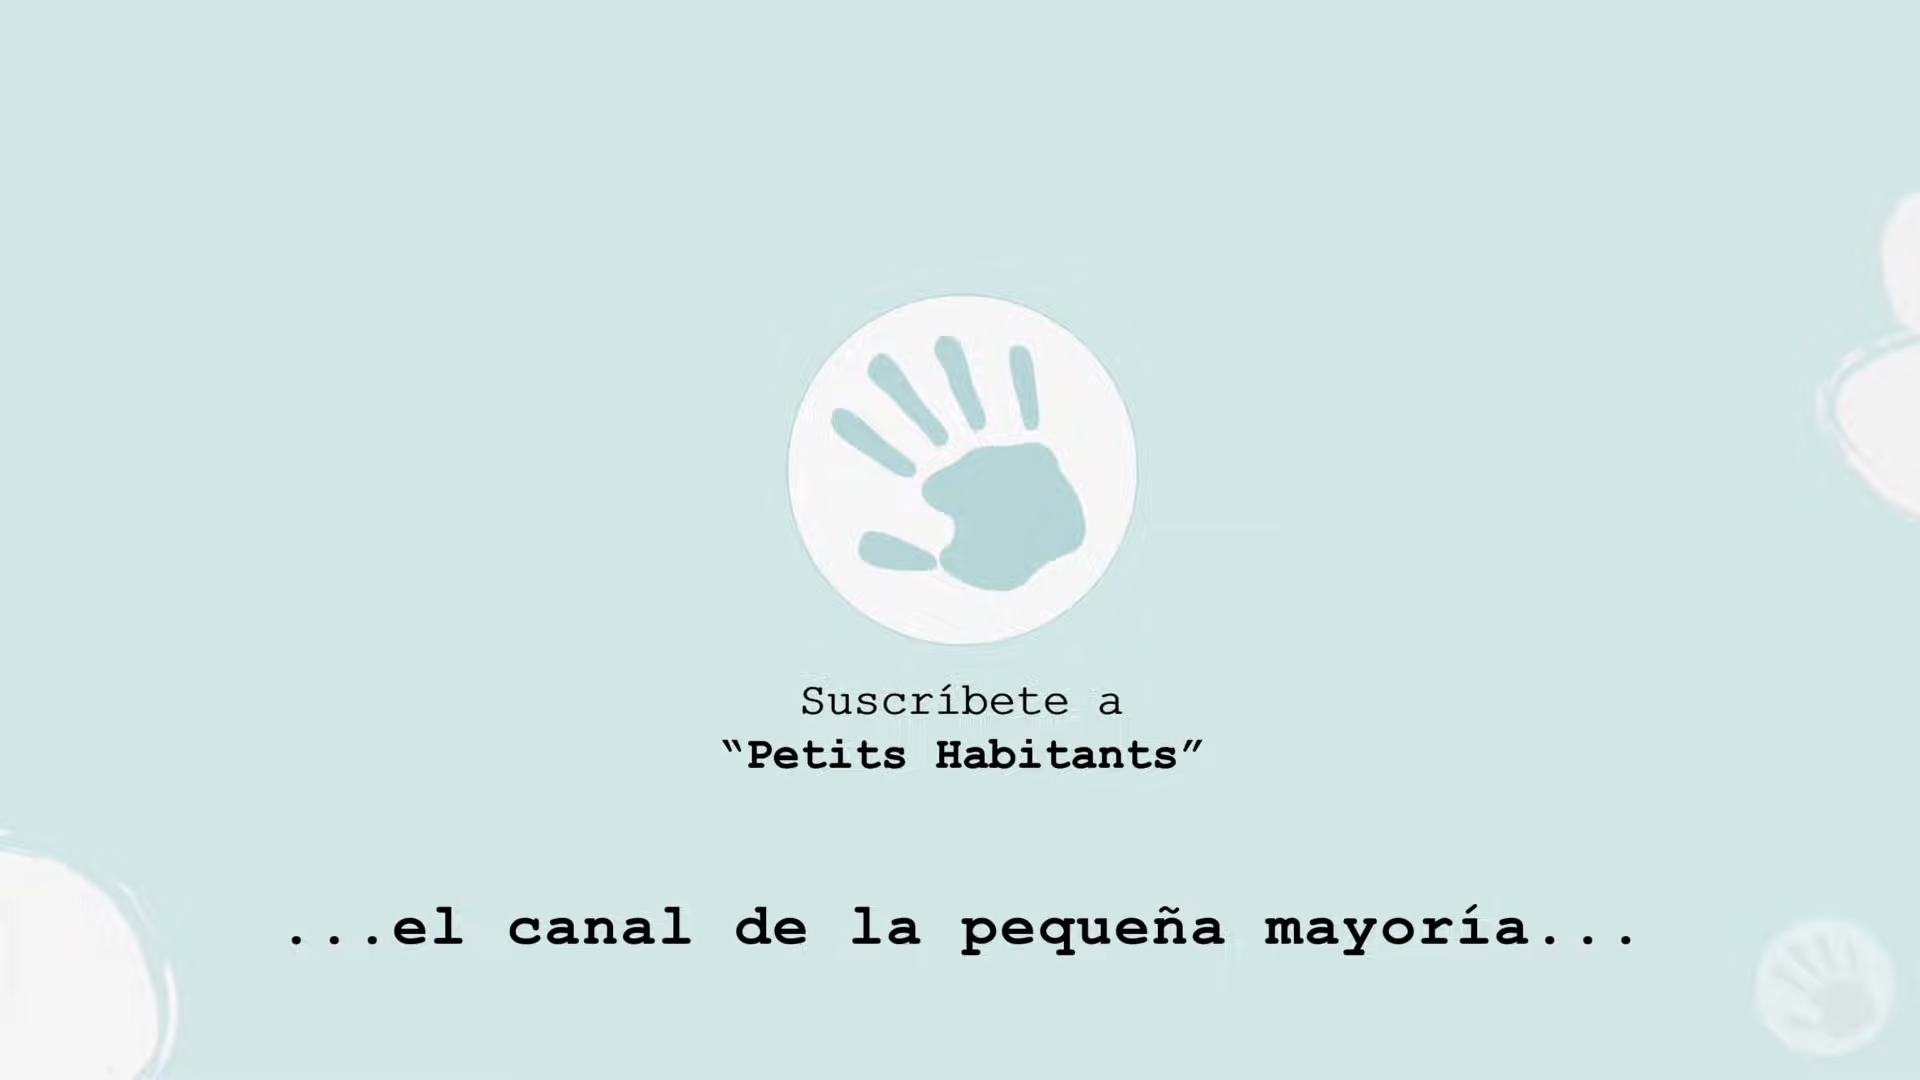 Suscríbete a
“Petits Habitants”
...el canal de la pequeña mayoría...